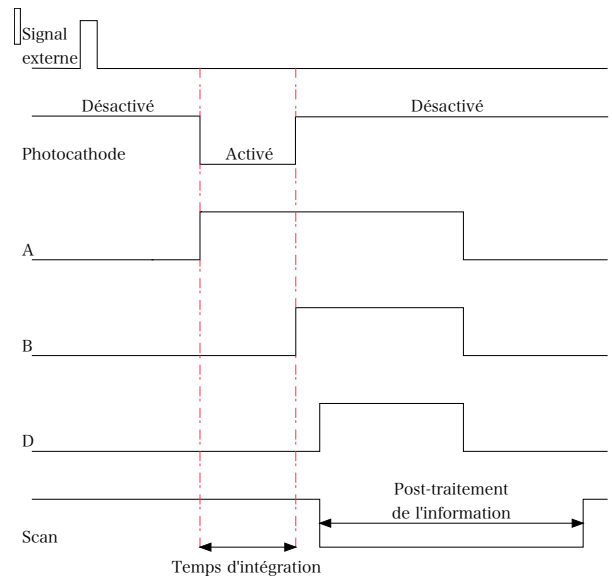 Signal
externe
Désactivé
Désactivé
Photocathode
Activé
A
B
D
Post-traitement
de l'information
Scan
Temps d'intégration